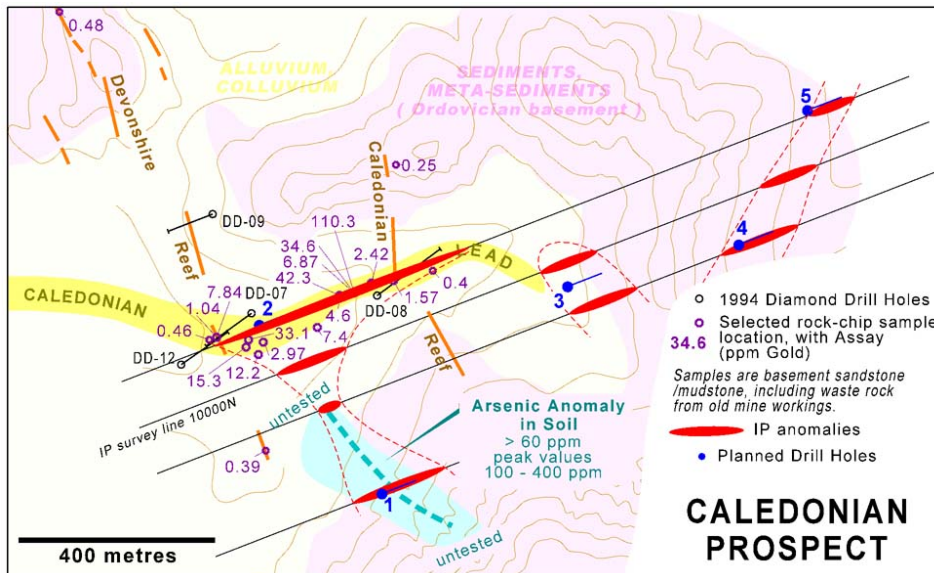 0.48
Devonshire
ALLUVIUM,
COLLUVIUM
SEDIMENTS,
META-SEDIMENTS
( Ordovician basement )
5
Caledonian
0.25
DD-09
Reef
110.3
34.6
6.87
42.3
2.42
LEAD
4
0.4
1.57
DD-08
3
CALEDONIAN
7.84
1.04
DD-07
2
0.46
33.1
4.6
7.4
DD-12
2.97
12.2
15.3
Reef
IP survey line 10000N
untested
Arsenic Anomaly
in Soil
> 60 ppm
peak values
100 - 400 ppm
0.39
1
untested
400 metres
1994 Diamond Drill Holes
Selected rock-chip sample
location, with Assay
34.6 (ppm Gold)
Samples are basement sandstone
/mudstone, including waste rock
from old mine workings.
IP anomalies
Planned Drill Holes
CALEDONIAN
PROSPECT